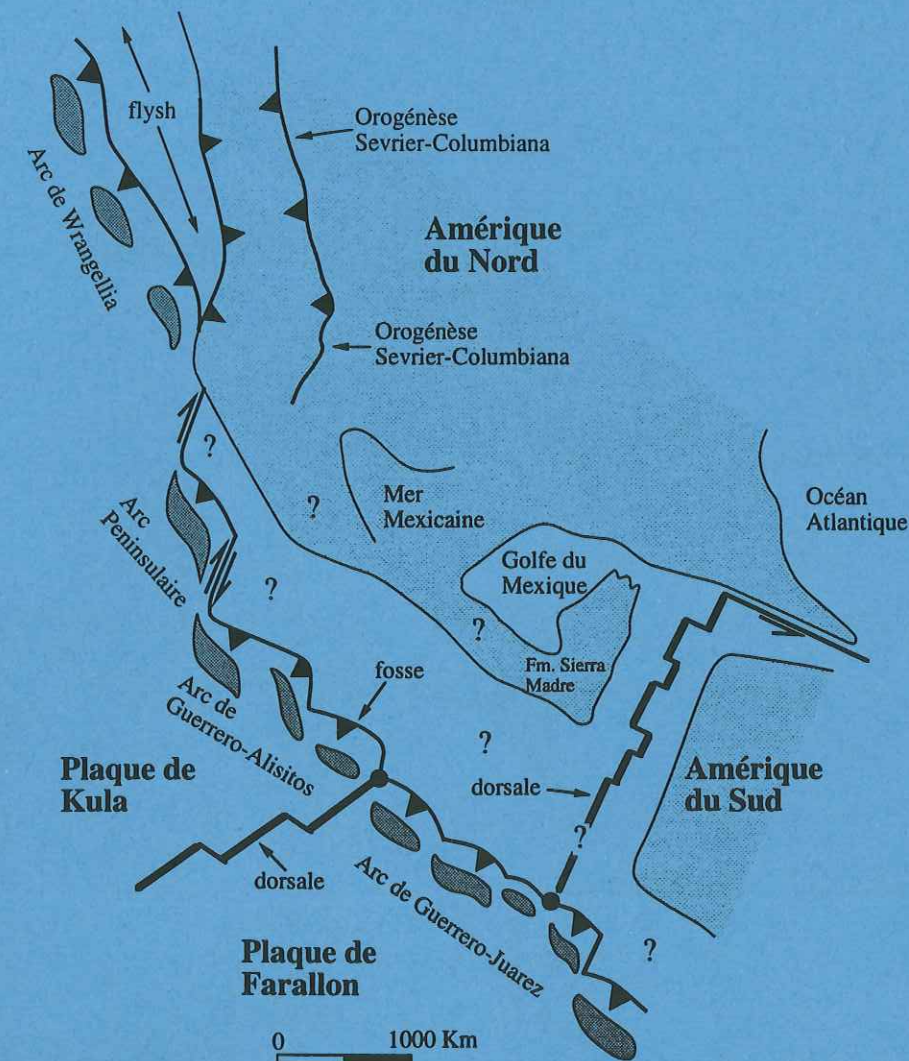 flysh
Orogénèse
Sevrier-Columbiana
Arc de Wrangellia
Amérique
du Nord
Orogénèse
Sevrier-Columbiana
?
?
Mer
Mexicaine
Océan
Atlantique
Arc
Peninsulaire
Golfe du
Mexique
?
?
Fm. Sierra
Madre
fosse
Arc de
Guerrero-Alisitos
?
Plaque de
Kula
dorsale
Amérique
du Sud
?
dorsale
Arc de Guerrero-Juarez
?
Plaque de
Farallon
0 1000 Km